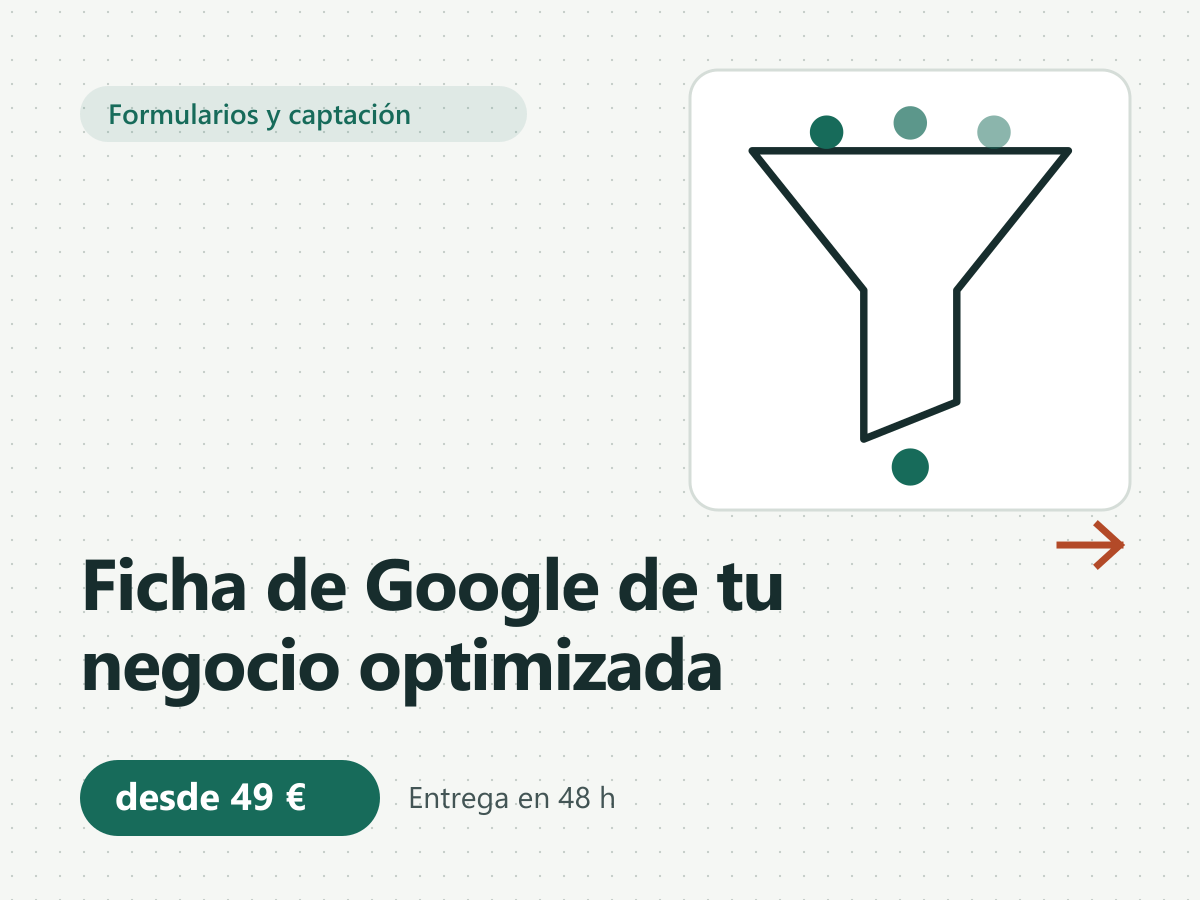 Formularios y captación
Ficha de Google de tu
negocio optimizada
desde 49 €
Entrega en 48 h